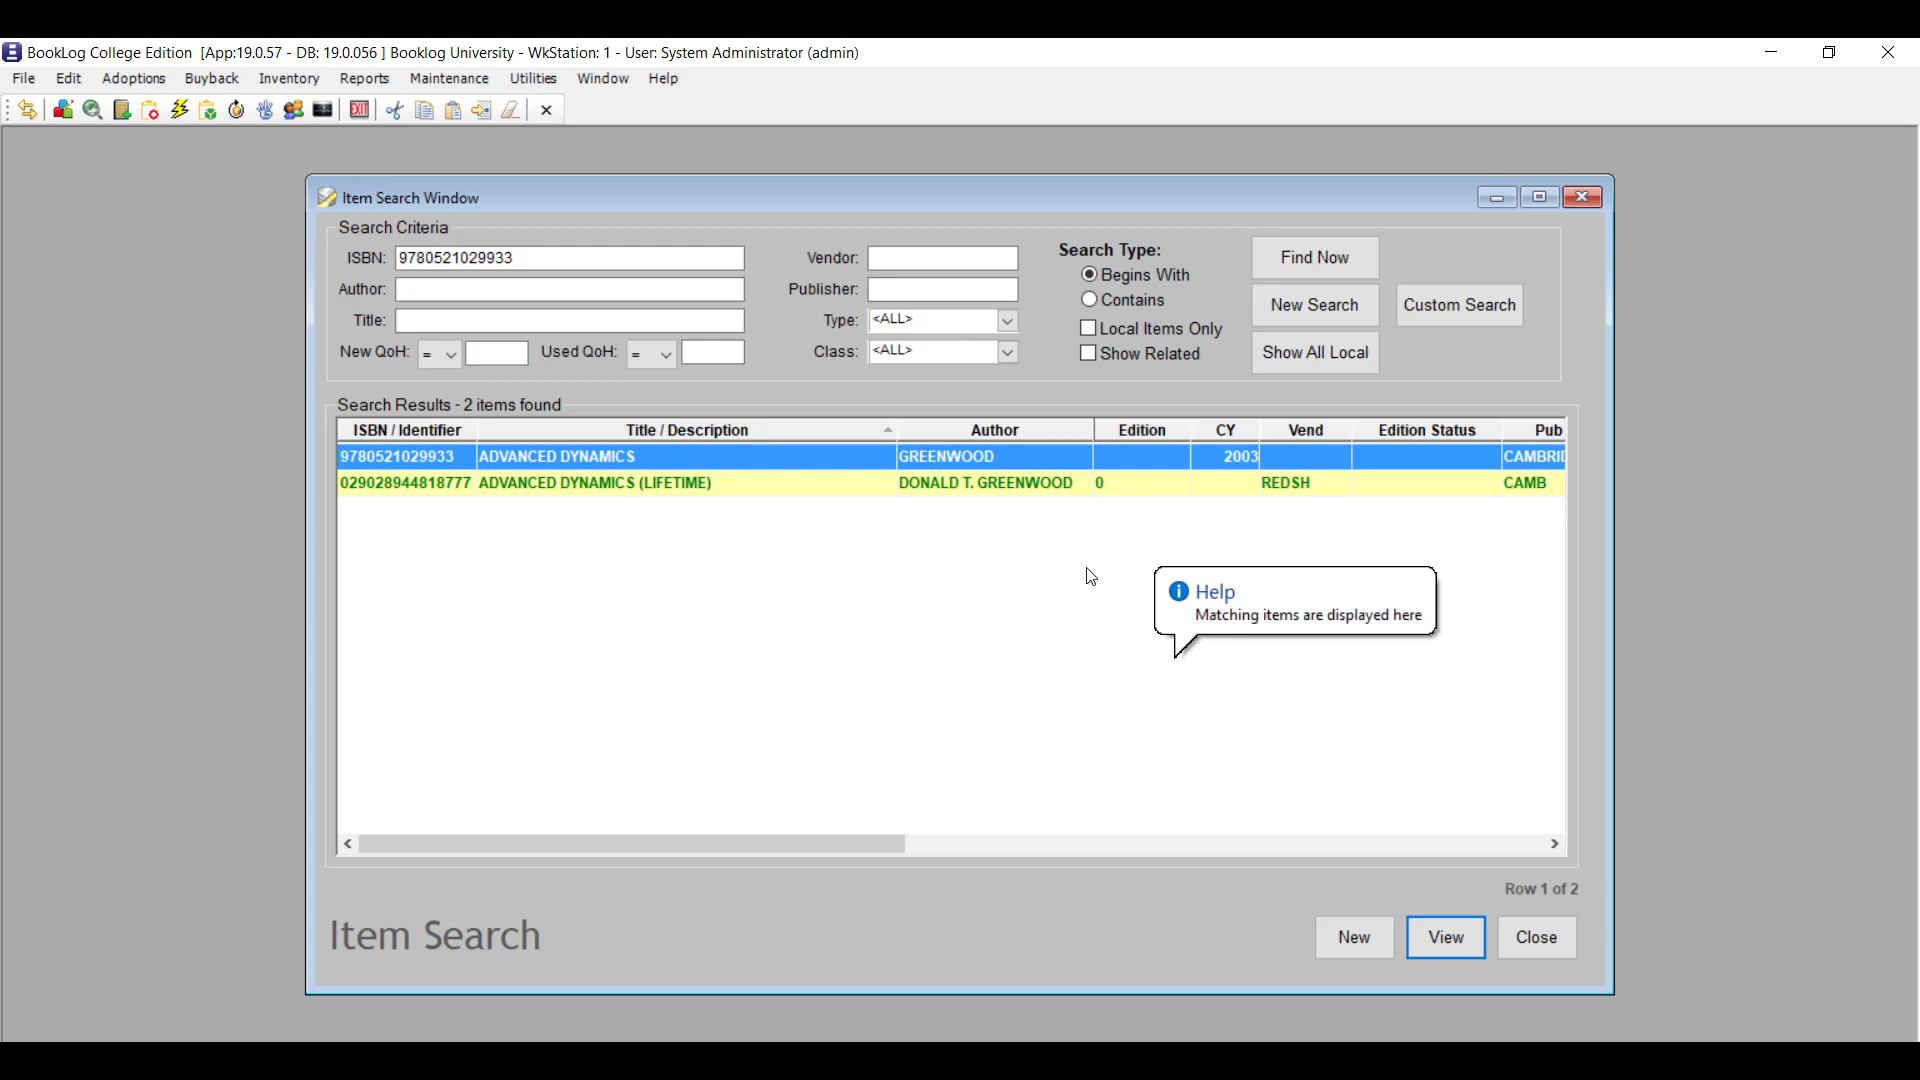 BookLog College Edition [App:19.0.57 - DB: 19.0.056 ] Booklog University - WkStation: 1 - User: System Administrator (admin)
File Edit Adoptions Buyback Inventory Reports Maintenance Utilities Window Help
EXIT
Item Search Window
Search Criteria
ISBN: 9780521029933
Author:
Title:
New QoH: = Used QoH: =
Vendor:
Publisher:
Type: <ALL>
Class: <ALL>
Search Type:
Begins With
Contains
Local Items Only
Show Related
Find Now
New Search
Custom Search
Show All Local
Search Results - 2 items found
ISBN / Identifier Title / Description Author Edition CY Vend Edition Status Pub
9780521029933 ADVANCED DYNAMICS GREENWOOD 2003 CAMBRID
029028944818777 ADVANCED DYNAMICS (LIFETIME) DONALD T. GREENWOOD 0 REDSH CAMB
Help
Matching items are displayed here
Row 1 of 2
Item Search
New View Close